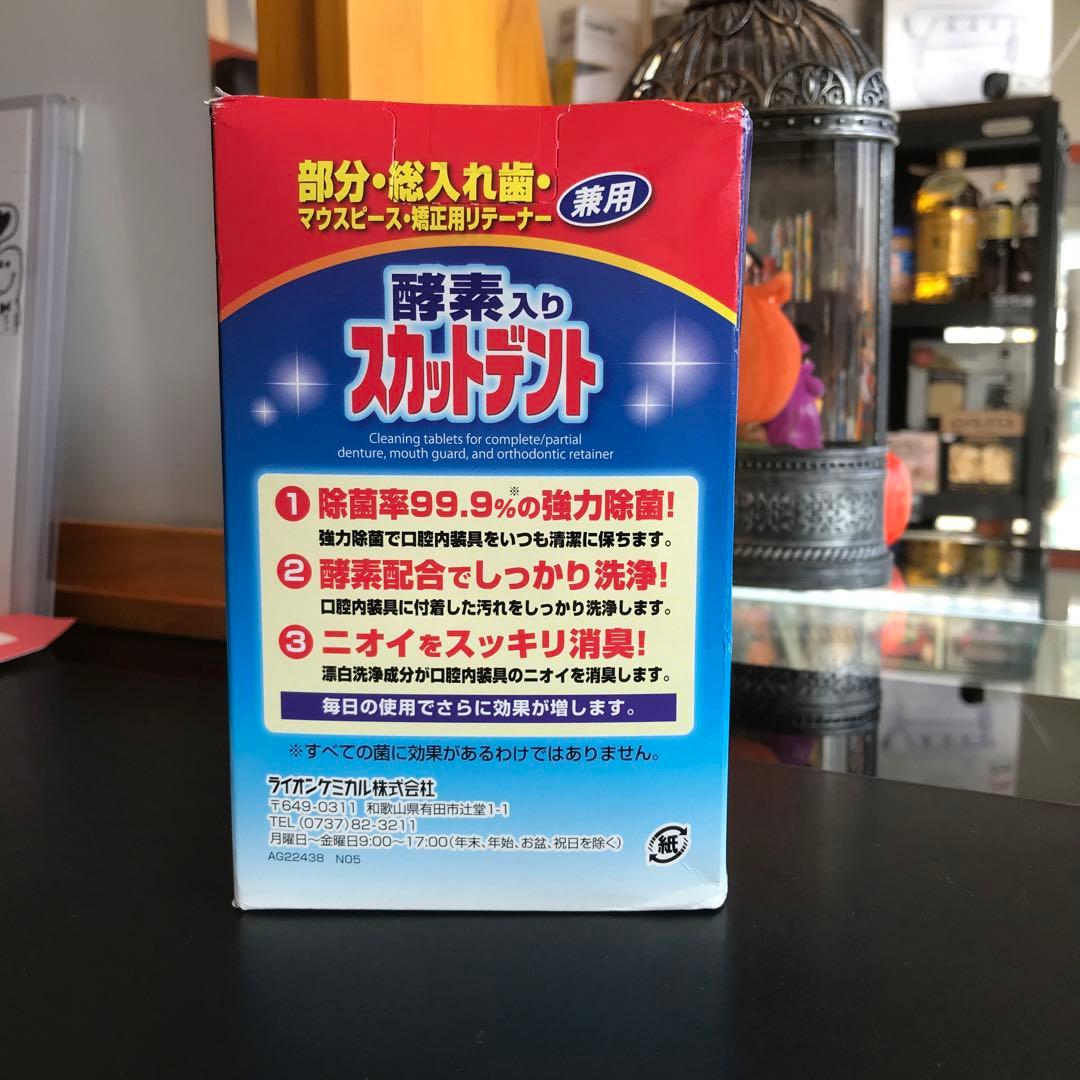 部分・総入れ歯・
マウスピース・矯正用リテーナー
兼用
酵素入り
スカットデント
Cleaning tablets for complete/partial
denture, mouth guard, and orthodontic retainer
1 除菌率99.9%※の強力除菌!
強力除菌で口腔内装具をいつも清潔に保ちます。
2 酵素配合でしっかり洗浄!
口腔内装具に付着した汚れをしっかり洗浄します。
3 ニオイをスッキリ消臭!
漂白洗浄成分が口腔内装具のニオイを消臭します。
毎日の使用でさらに効果が増します。
※すべての菌に効果があるわけではありません。
ライオンケミカル株式会社
〒649-0311 和歌山県有田市辻堂1-1
TEL(0737)82-3211
月曜日~金曜日9:00~17:00(年末、年始、お盆、祝日を除く)
AG22438 N05
紙